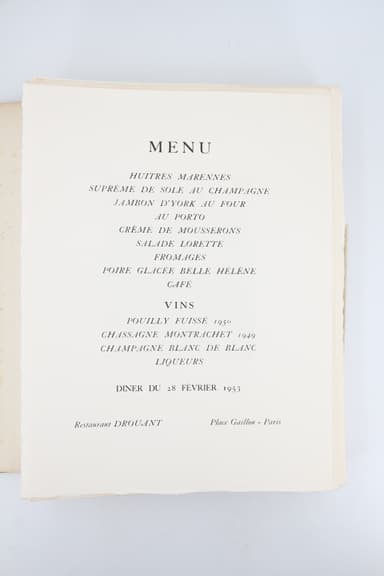 MENU
HUITRES MARENNES
SUPRÈME DE SOLE AU CHAMPAGNE
JAMBON D'YORK AU FOUR
AU PORTO
CRÈME DE MOUSSERONS
SALADE LORETTE
FROMAGES
POIRE GLACÉE BELLE HÉLÈNE
CAFÉ
VINS
POUILLY FUISSE 1950
CHASSAGNE MONTRACHET 1949
CHAMPAGNE BLANC DE BLANC
LIQUEURS
DINER DU 28 FÉVRIER 1953
Restaurant DROUANT Place Gaillon - Paris